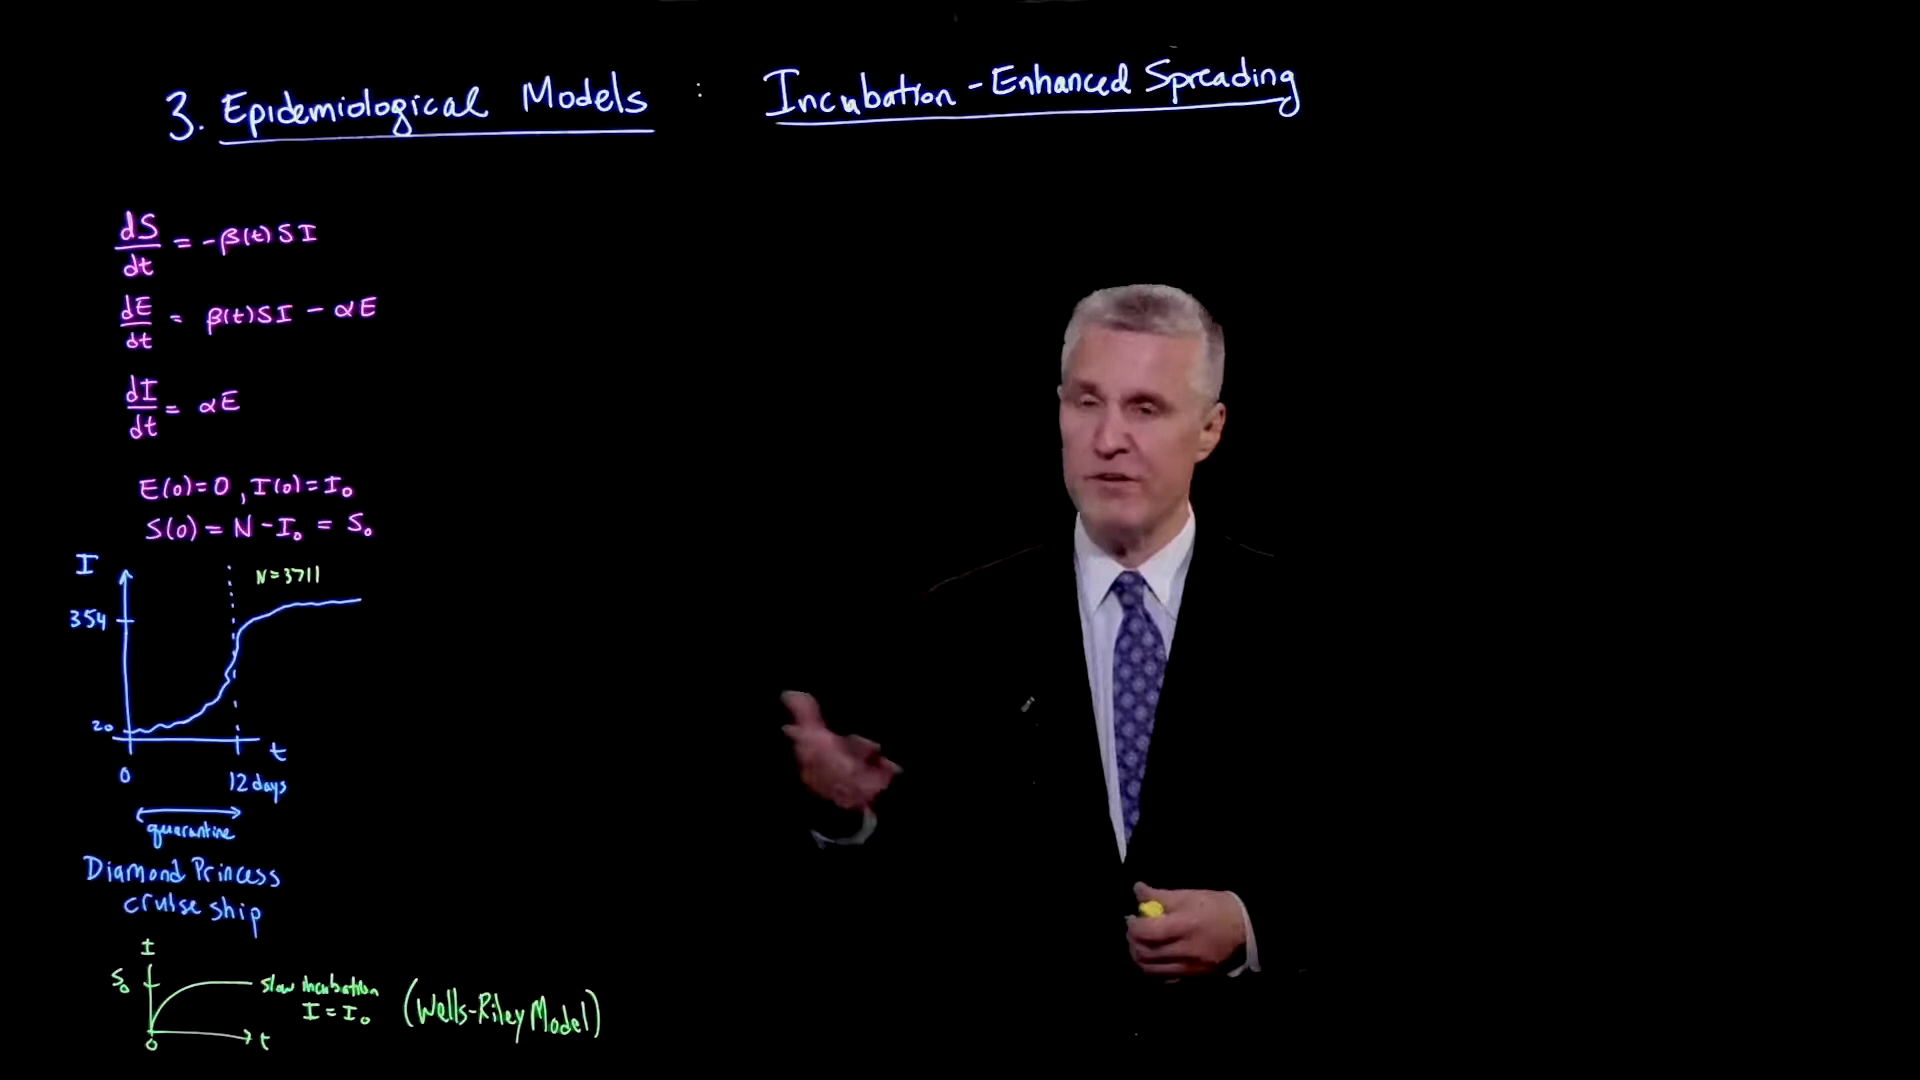 3. Epidemiological Models : Incubation-Enhanced Spreading
dS/dt = -β(t)SI
dE/dt = β(t)SI - αE
dI/dt = αE
E(0)=0, I(0)=I₀
S(0)=N-I₀ = S₀
I
N=3711
354
20
t
0
12 days
quarantine
Diamond Princess
cruise ship
I
S₀
slow incubation
I=I₀
(Wells-Riley Model)
t
0